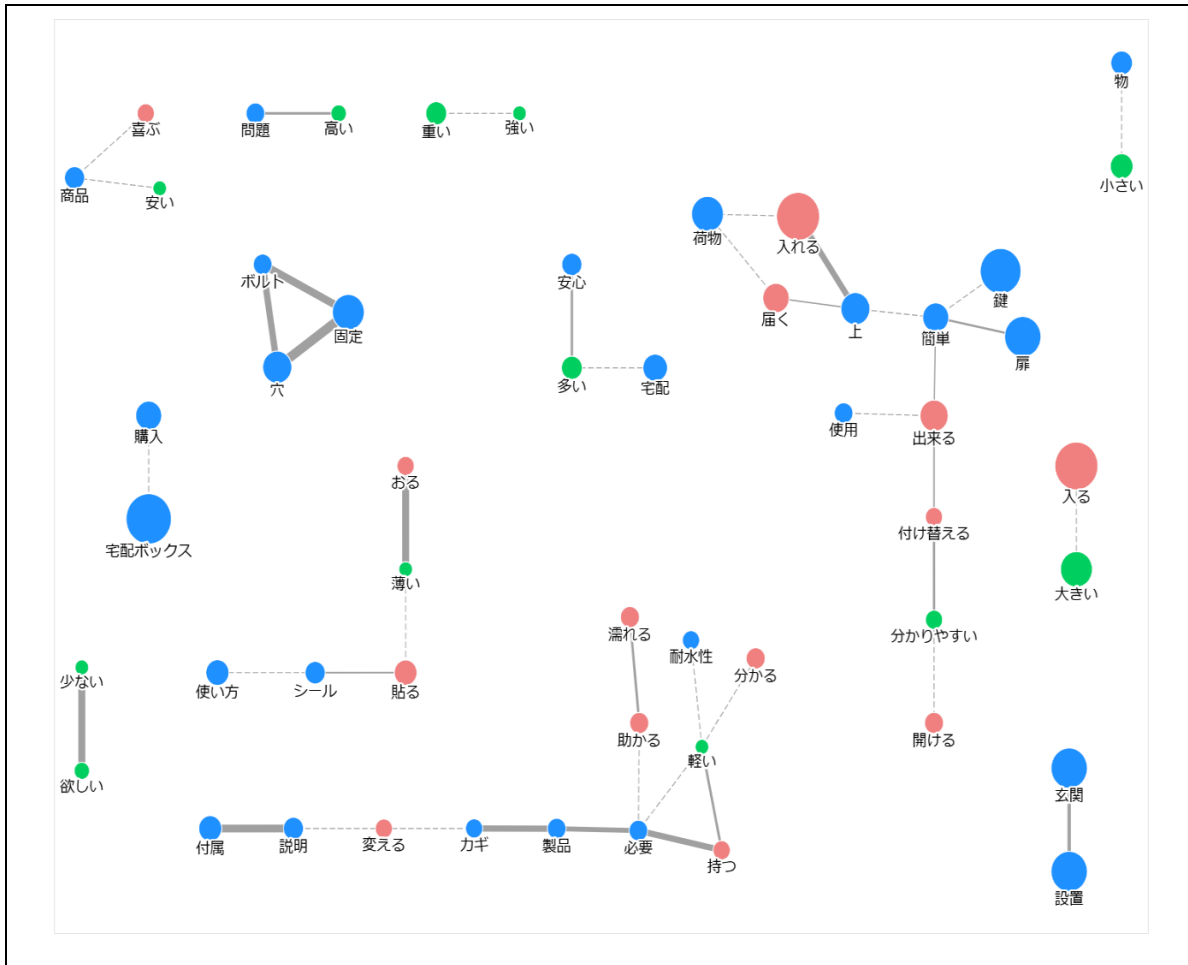 物
喜ぶ
問題
高い
重い
強い
小さい
商品
安い
荷物
入れる
ボルト
安心
鍵
届く
上
固定
簡単
扉
穴
多い
宅配
購入
使用
出来る
おる
入る
付け替える
宅配ボックス
薄い
大きい
濡れる
分かりやすい
耐水性
分かる
少ない
使い方
シール
貼る
助かる
軽い
開ける
欲しい
玄関
付属
説明
変える
カギ
製品
必要
持つ
設置